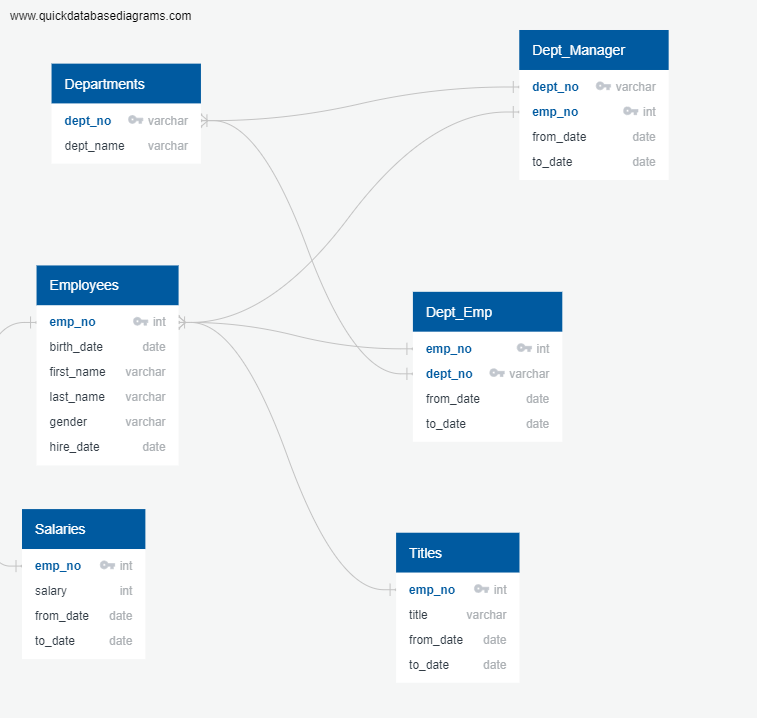 www.quickdatabasediagrams.com
Departments
dept_no varchar
dept_name varchar
Dept_Manager
dept_no varchar
emp_no int
from_date date
to_date date
Employees
emp_no int
birth_date date
first_name varchar
last_name varchar
gender varchar
hire_date date
Dept_Emp
emp_no int
dept_no varchar
from_date date
to_date date
Salaries
emp_no int
salary int
from_date date
to_date date
Titles
emp_no int
title varchar
from_date date
to_date date